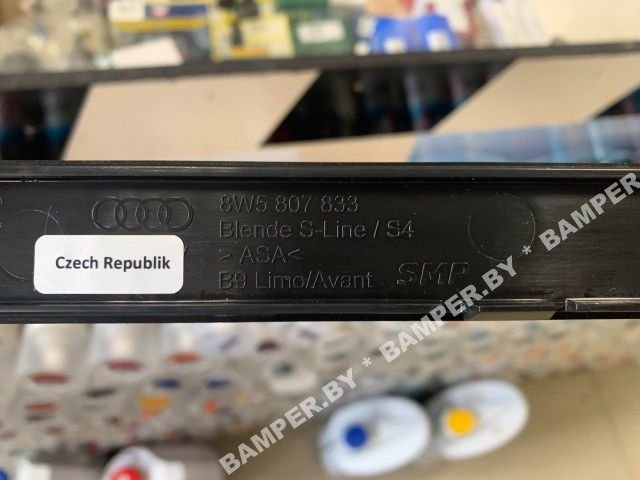 8W5 807 833
Blende S-Line / S4
> ASA<
B9 Limo/Avant
SMP
Czech Republik
BAMPER.BY * BAMPER.BY * BAMPER.BY